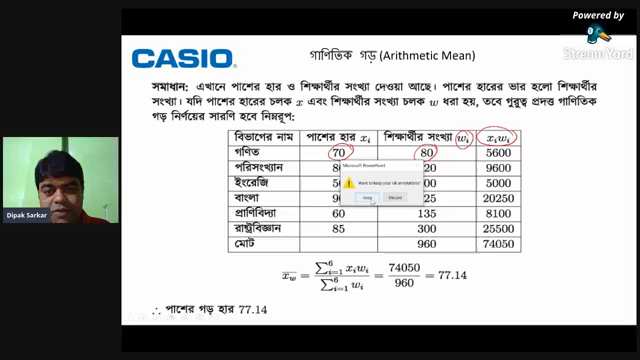 Powered by
StreamYard
CASIO
গাণিতিক গড় (Arithmetic Mean)
সমাধান: এখানে পাশের হার ও শিক্ষার্থীর সংখ্যা দেওয়া আছে। পাশের হারের ভার হলো শিক্ষার্থীর
সংখ্যা। যদি পাশের হারের চলক x এবং শিক্ষার্থীর সংখ্যা চলক w ধরা হয়, তবে গুরুত্ব প্রদত্ত গাণিতিক
গড় নির্ণয়ের সারণি হবে নিম্নরূপ:
বিভাগের নাম পাশের হার xᵢ শিক্ষার্থীর সংখ্যা wᵢ xᵢwᵢ
গণিত 70 80 5600
পরিসংখ্যান 9600
ইংরেজি
বাংলা 20250
প্রাণিবিদ্যা 60 135 8100
রাষ্ট্রবিজ্ঞান 85 300 25500
মোট 960 74050
Microsoft PowerPoint
Want to keep your ink annotations?
Keep Discard
Dipak Sarkar
x̄_w = ∑_{i=1}^{6} xᵢwᵢ / ∑_{i=1}^{6} wᵢ = 74050 / 960 = 77.14
∴ পাশের গড় হার 77.14